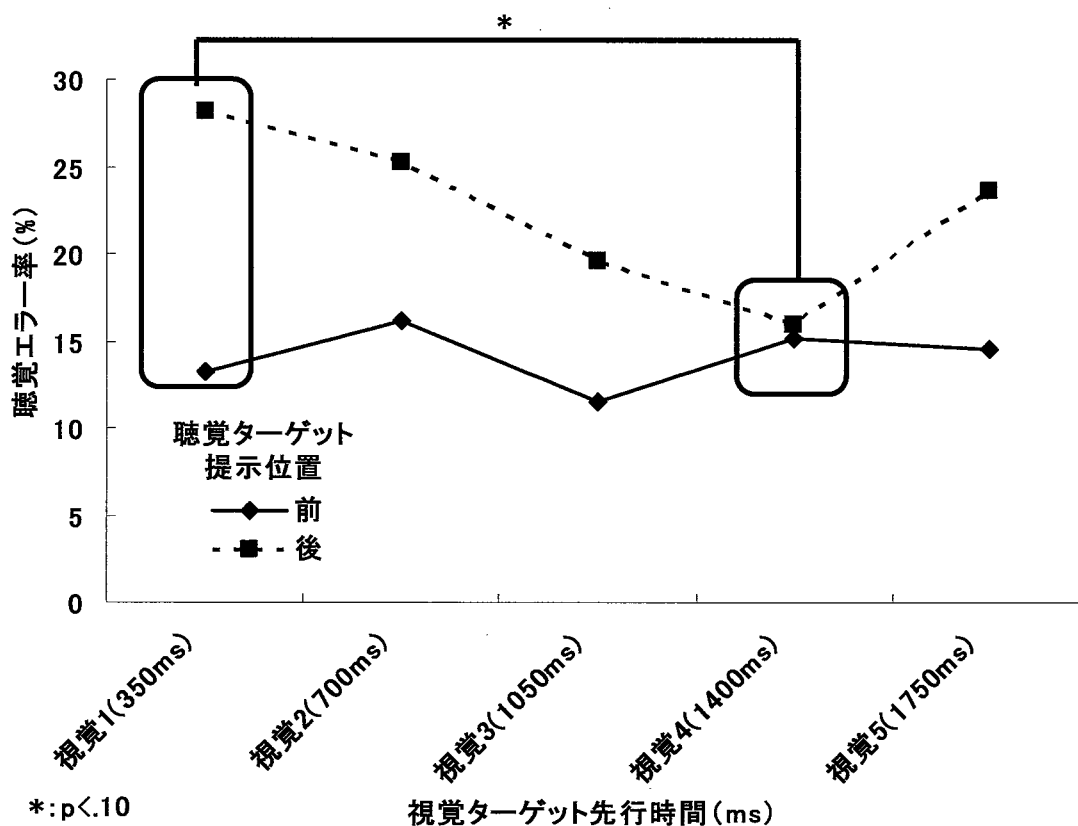 *
30
25
20
15
10
5
0
聴覚エラー率(%)
聴覚ターゲット
提示位置
前
後
視覚1(350ms)
視覚2(700ms)
視覚3(1050ms)
視覚4(1400ms)
視覚5(1750ms)
*:p<.10
視覚ターゲット先行時間(ms)